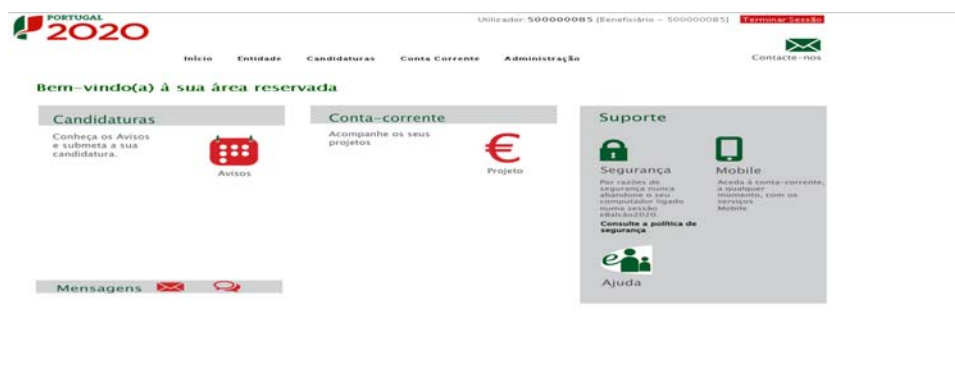 PORTUGAL
2020
Utilizador: 500000085 [Beneficiário - 500000085] Terminar Sessão
Contacte-nos
Início Entidade Candidaturas Conta Corrente Administração
Bem-vindo(a) à sua área reservada
Candidaturas
Conheça os Avisos
e submeta a sua
candidatura.
Avisos
Mensagens
Conta-corrente
Acompanhe os seus
projetos
€
Projeto
Suporte
Segurança
Por razões de
segurança nunca
abandone o seu
computador ligado
numa sessão
eBalcão2020.
Consulte a política de
segurança
Mobile
Aceda à conta-corrente,
a qualquer
momento, com os
serviços
Mobile
e
Ajuda